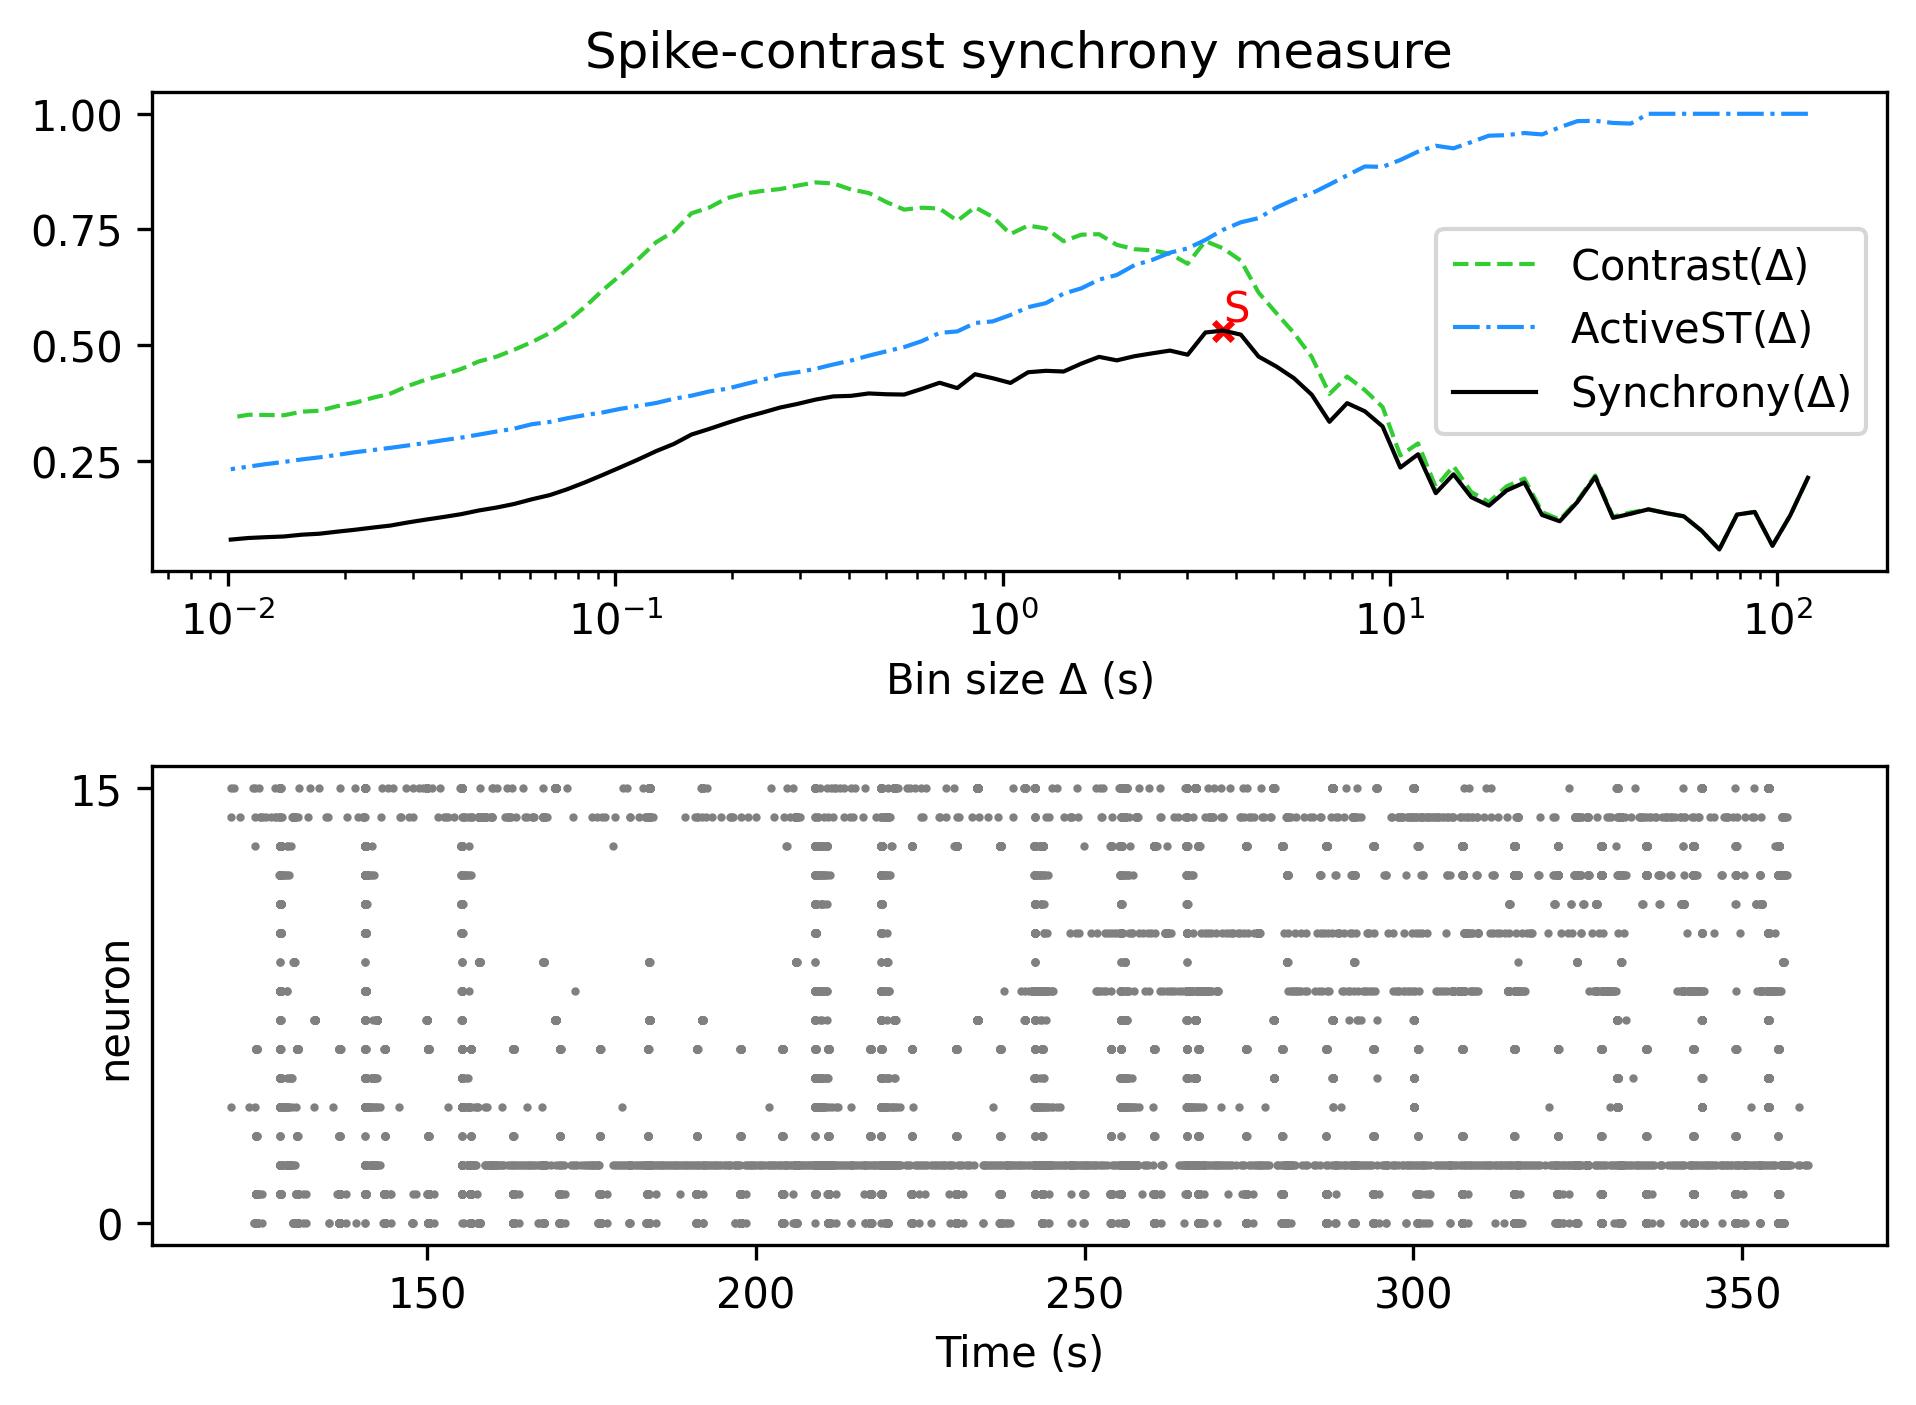 Spike-contrast synchrony measure
1.00
0.75
0.50
0.25
S
Contrast(Δ)
ActiveST(Δ)
Synchrony(Δ)
10⁻² 10⁻¹ 10⁰ 10¹ 10²
Bin size Δ (s)
15
neuron
0
150 200 250 300 350
Time (s)